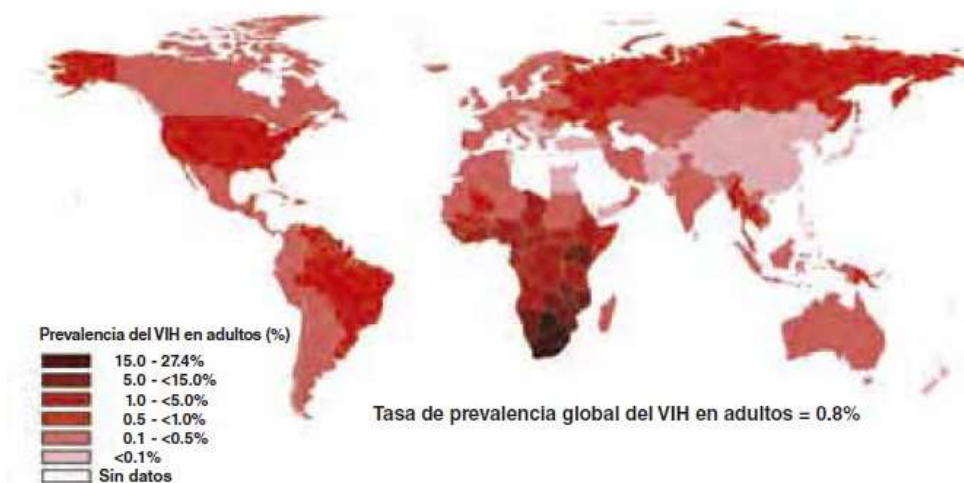 Prevalencia del VIH en adultos (%)
15.0 - 27.4%
5.0 - <15.0%
1.0 - <5.0%
0.5 - <1.0%
0.1 - <0.5%
<0.1%
Sin datos
Tasa de prevalencia global del VIH en adultos = 0.8%